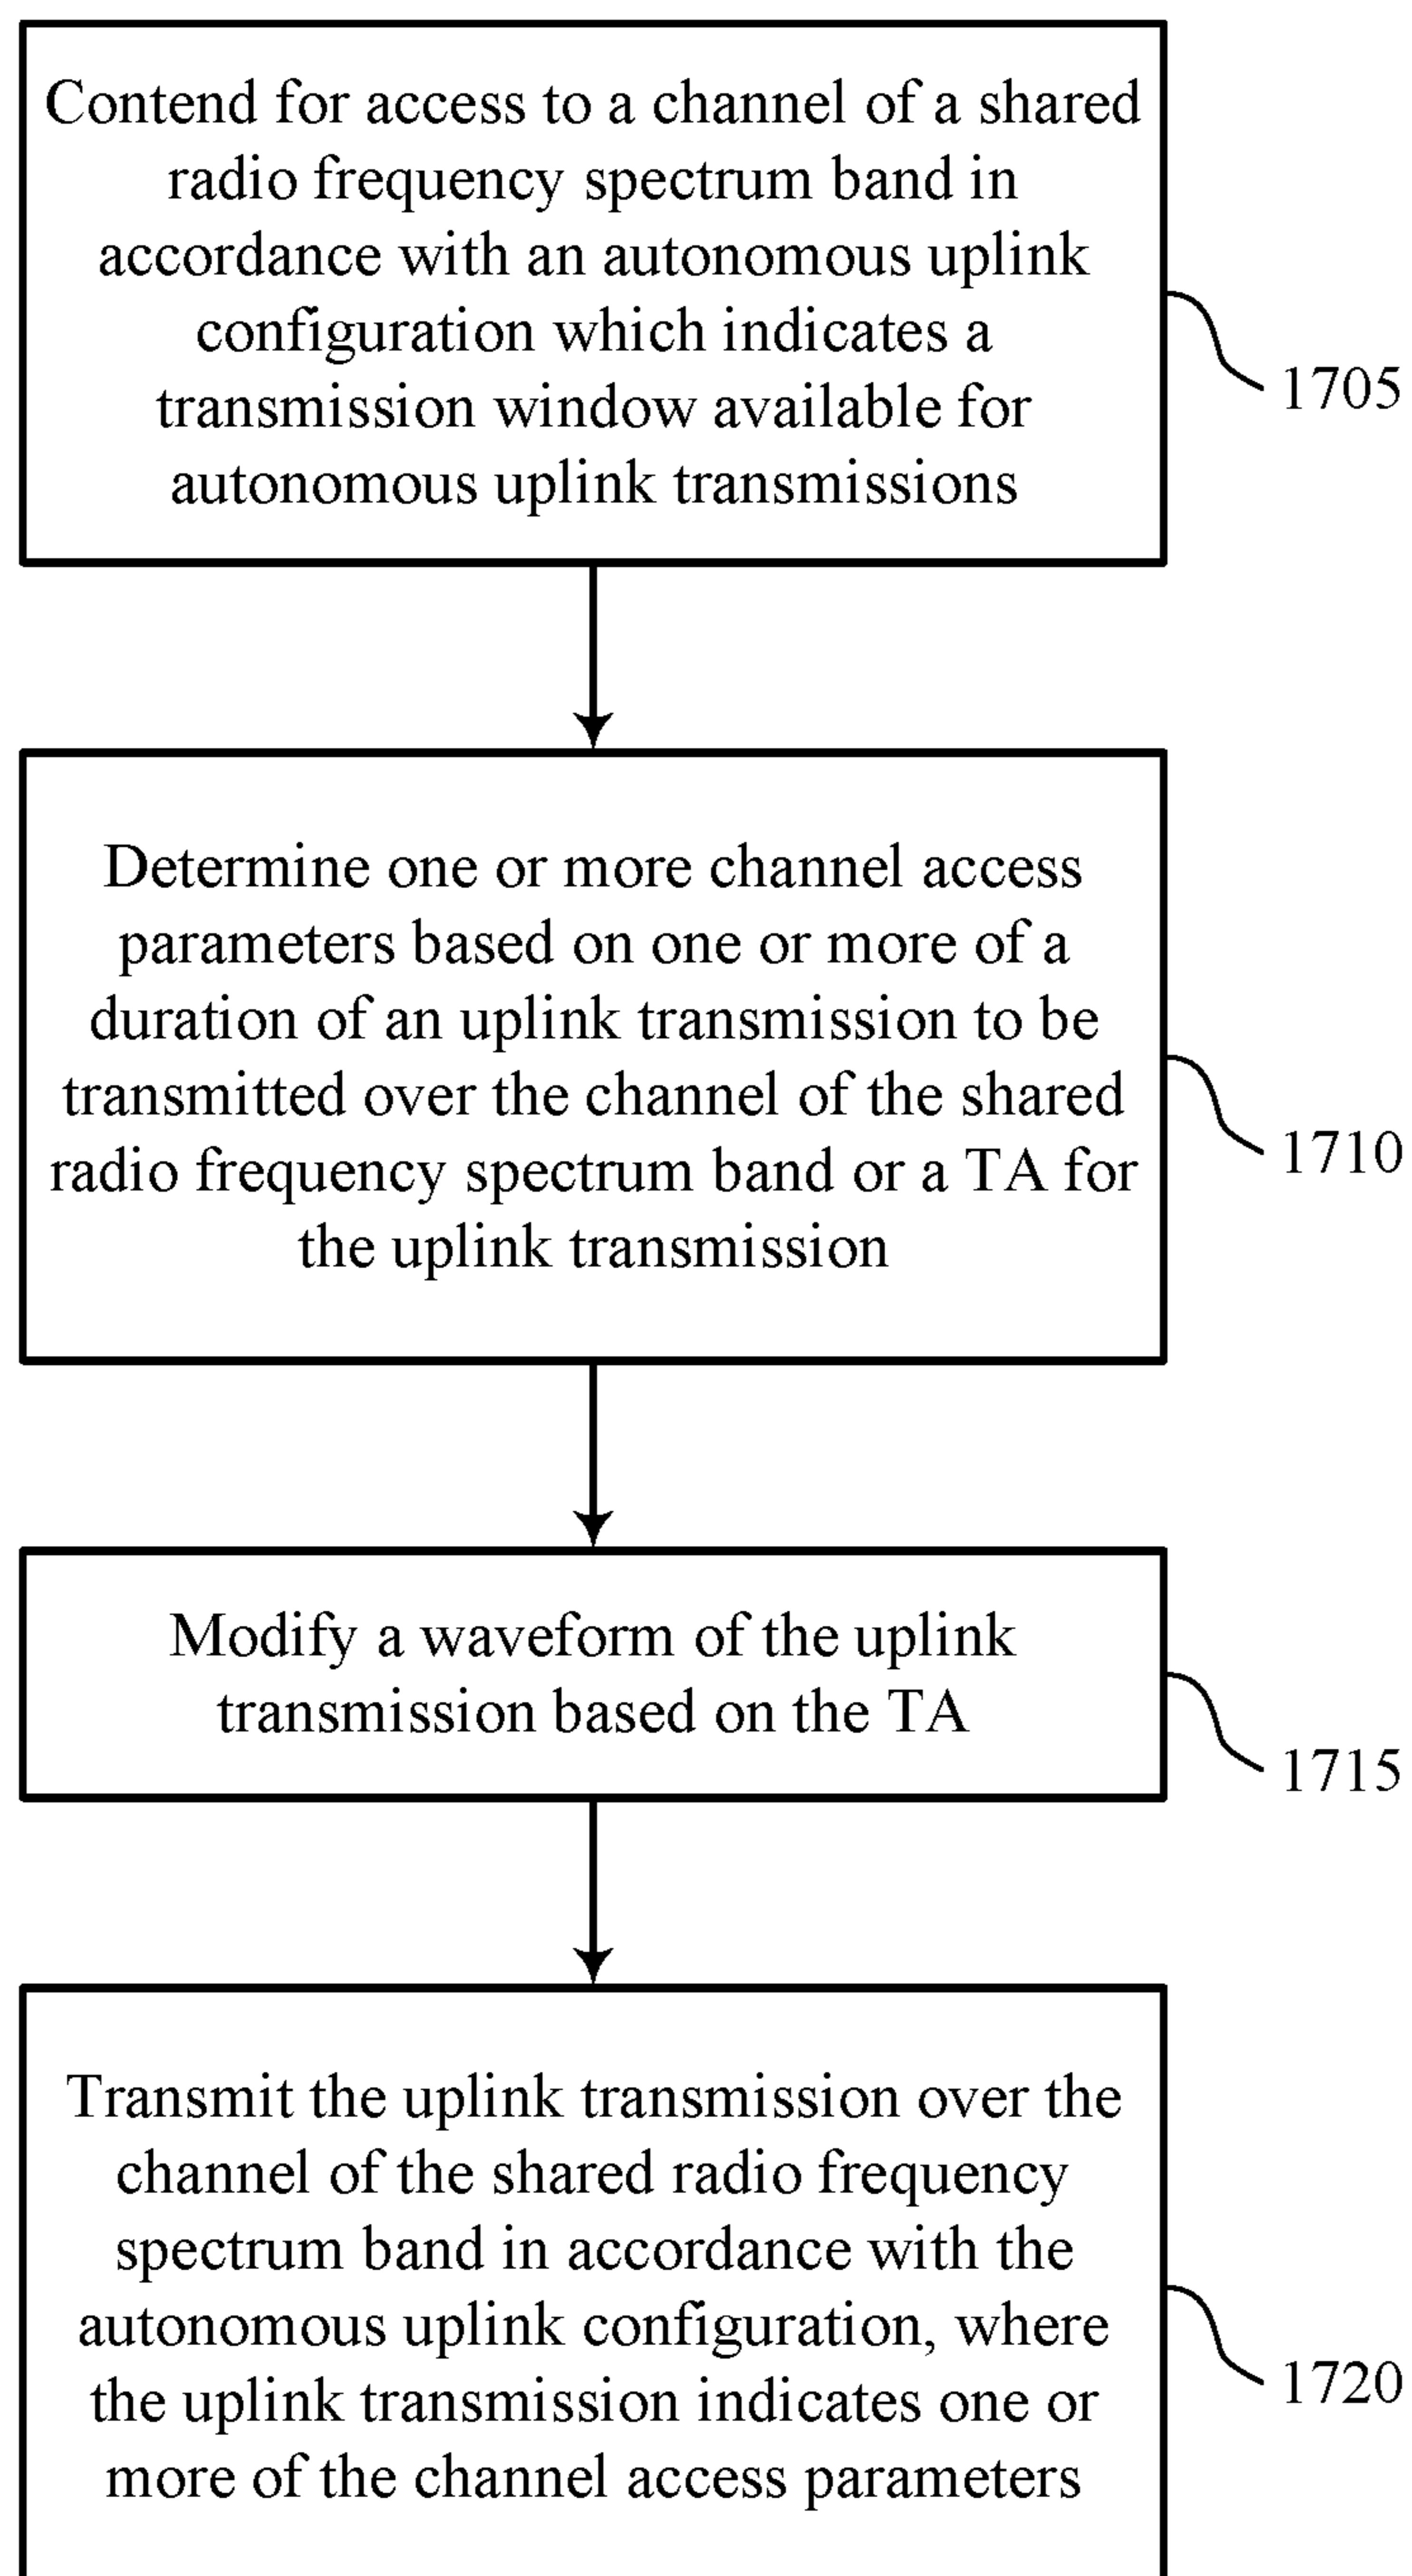 Contend for access to a channel of a shared
radio frequency spectrum band in
accordance with an autonomous uplink
configuration which indicates a
transmission window available for
autonomous uplink transmissions
1705
Determine one or more channel access
parameters based on one or more of a
duration of an uplink transmission to be
transmitted over the channel of the shared
radio frequency spectrum band or a TA for
the uplink transmission
1710
Modify a waveform of the uplink
transmission based on the TA
1715
Transmit the uplink transmission over the
channel of the shared radio frequency
spectrum band in accordance with the
autonomous uplink configuration, where
the uplink transmission indicates one or
more of the channel access parameters
1720